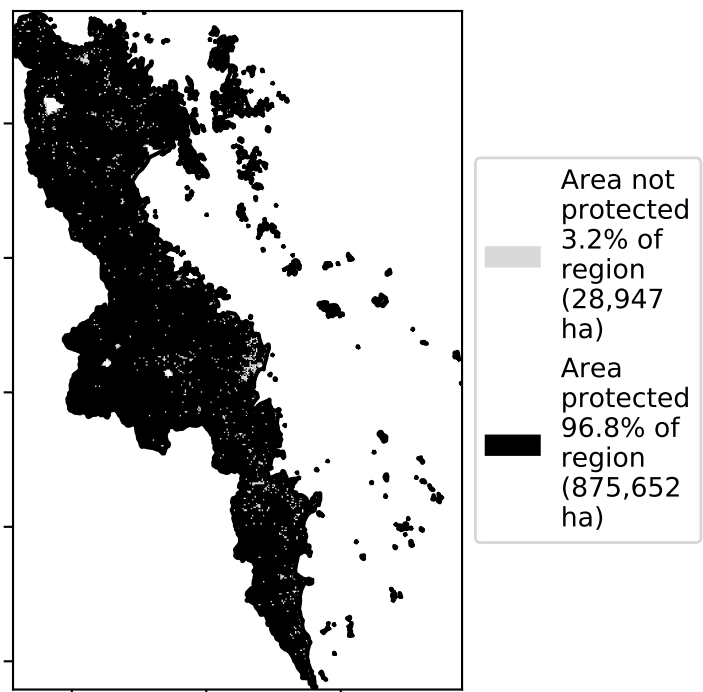 Area not
protected
3.2% of
region
(28,947
ha)
Area
protected
96.8% of
region
(875,652
ha)